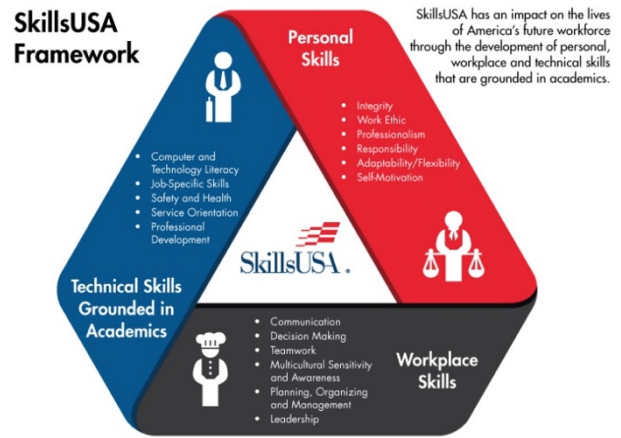 SkillsUSA
Framework
SkillsUSA has an impact on the lives
of America's future workforce
through the development of personal,
workplace and technical skills
that are grounded in academics.
Personal
Skills
• Integrity
• Work Ethic
• Professionalism
• Responsibility
• Adaptability/Flexibility
• Self-Motivation
• Computer and
Technology Literacy
• Job-Specific Skills
• Safety and Health
• Service Orientation
• Professional
Development
Technical Skills
Grounded in
Academics
SkillsUSA.
• Communication
• Decision Making
• Teamwork
• Multicultural Sensitivity
and Awareness
• Planning, Organizing
and Management
• Leadership
Workplace
Skills